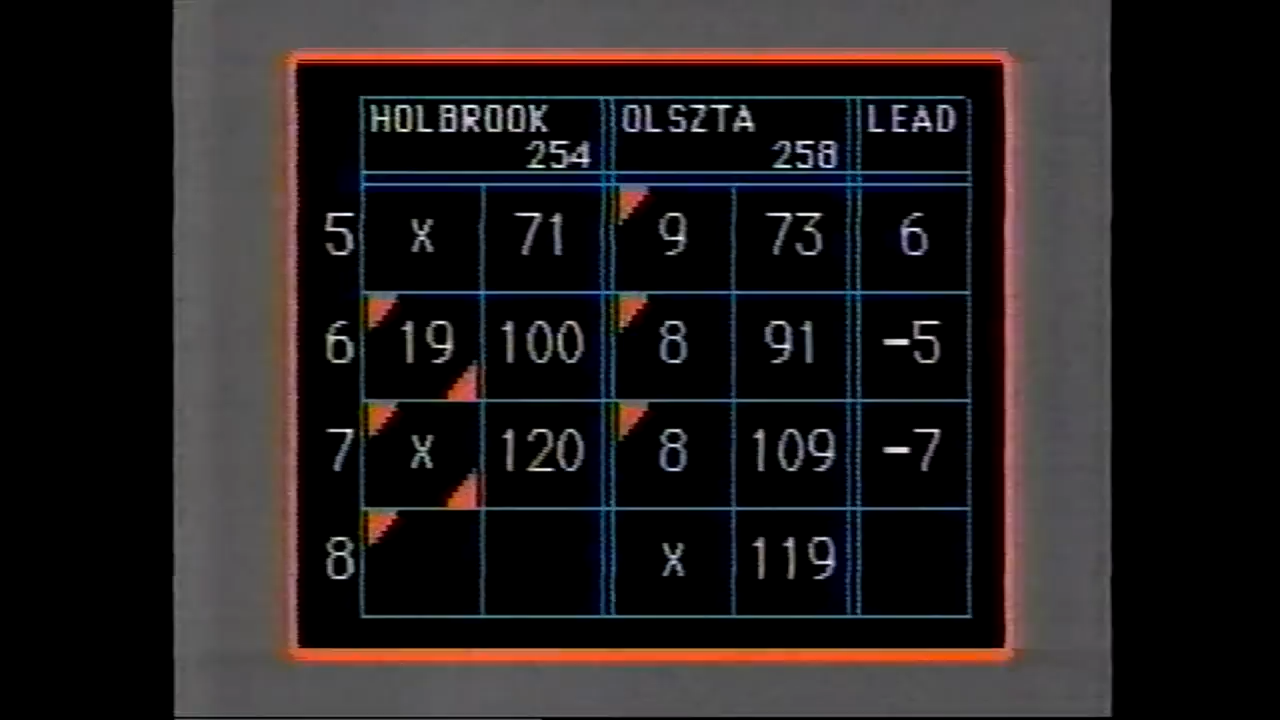 HOLBROOK OLSZTA LEAD
254 258
5 X 71 9 73 6
6 19 100 8 91 -5
7 X 120 8 109 -7
8 X 119